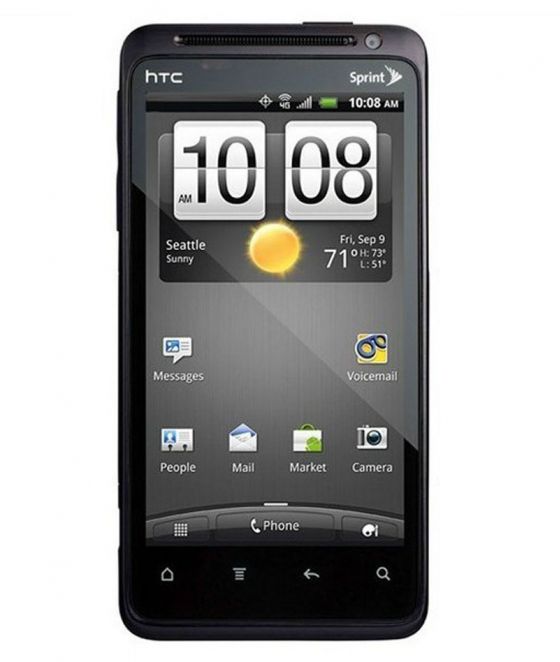 hTC
Sprint
4G
10:08 AM
AM
10
08
Seattle
Sunny
Fri, Sep 9
71° H: 73°
L: 51°
Messages
Voicemail
People
Mail
Market
Camera
Phone